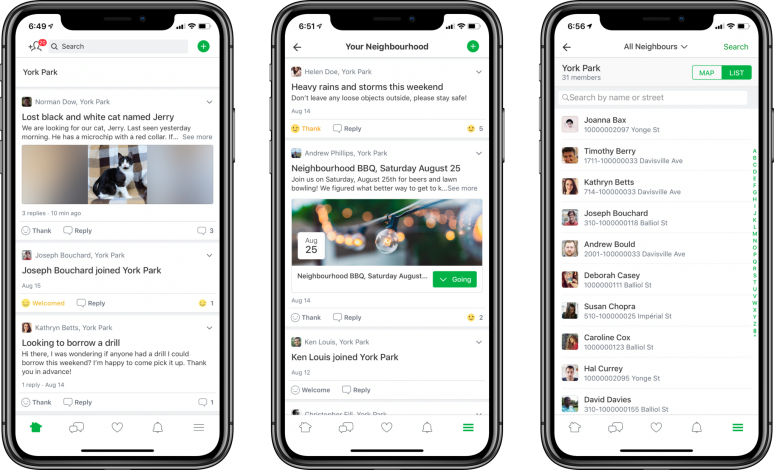 6:49
23
Search
York Park
Norman Dow, York Park
Lost black and white cat named Jerry
We are looking for our cat, Jerry. Last seen yesterday
morning. He has a microchip with a red collar. If... See more
3 replies · 10 min ago
Thank
Reply
3
Joseph Bouchard, York Park
Joseph Bouchard joined York Park
Aug 15
Welcomed
Reply
1
Kathryn Betts, York Park
Looking to borrow a drill
Hi there, I was wondering if anyone had a drill I could
borrow this weekend? I'm happy to come pick it up. Thank
you in advance!
1 reply · Aug 14
Thank
Reply
1
6:51
Your Neighbourhood
Helen Doe, York Park
Heavy rains and storms this weekend
Don't leave any loose objects outside, please stay safe!
Aug 14
Thank
Reply
5
Andrew Phillips, York Park
Neighbourhood BBQ, Saturday August 25
Join us on Saturday, August 25th for beers and lawn
bowling! We figured what better way to get to k...See more
Aug
25
Neighbourhood BBQ, Saturday August...
Going
Aug 14
Thank
Reply
2
Ken Louis, York Park
Ken Louis joined York Park
Aug 12
Welcome
Reply
York Park
6:56
All Neighbours
Search
York Park
31 members
MAP
LIST
Search by name or street
Joanna Bax
10000002097 Yonge St
Timothy Berry
1711-100000033 Davisville Ave
Kathryn Betts
714-100000033 Davisville Ave
Joseph Bouchard
310-1000000118 Balliol St
Andrew Bould
2001-100000033 Davisville Ave
Deborah Casey
1000000111 Balliol St
Susan Chopra
510-100000025 Impérial St
Caroline Cox
1000000123 Balliol St
Hal Currey
10000002095 Yonge St
David Davies
310-1000000155 Balliol St
A
B
C
D
E
F
G
H
I
J
K
L
M
N
O
P
Q
R
S
T
U
V
W
X
Y
Z
#